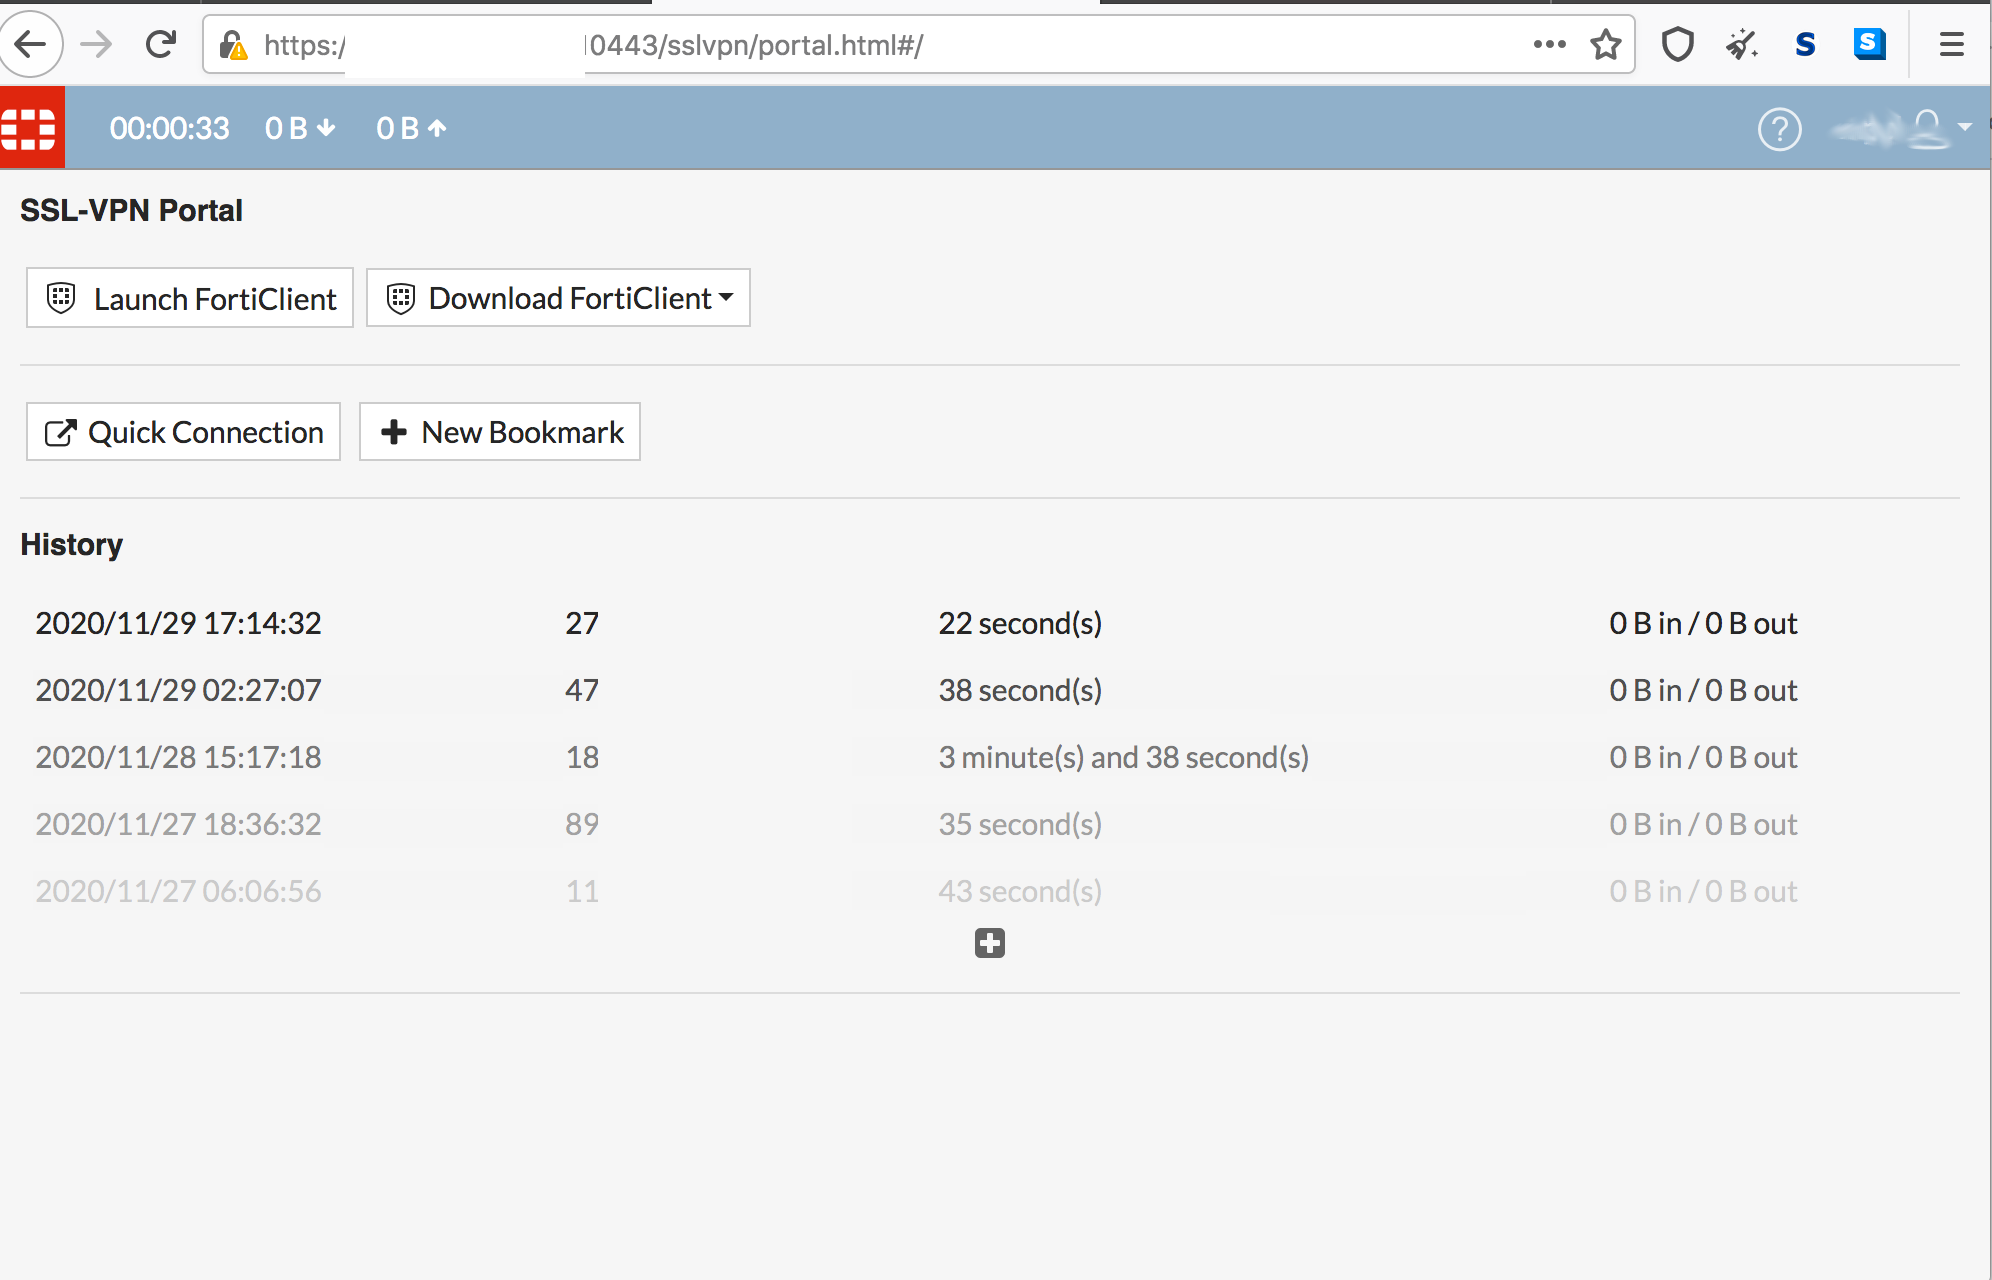 https:/ 0443/sslvpn/portal.html#/
S S
00:00:33 0 B 0 B ?
SSL-VPN Portal
Launch FortiClient Download FortiClient
Quick Connection New Bookmark
History
2020/11/29 17:14:32 27 22 second(s) 0 B in / 0 B out
2020/11/29 02:27:07 47 38 second(s) 0 B in / 0 B out
2020/11/28 15:17:18 18 3 minute(s) and 38 second(s) 0 B in / 0 B out
2020/11/27 18:36:32 89 35 second(s) 0 B in / 0 B out
2020/11/27 06:06:56 11 43 second(s) 0 B in / 0 B out